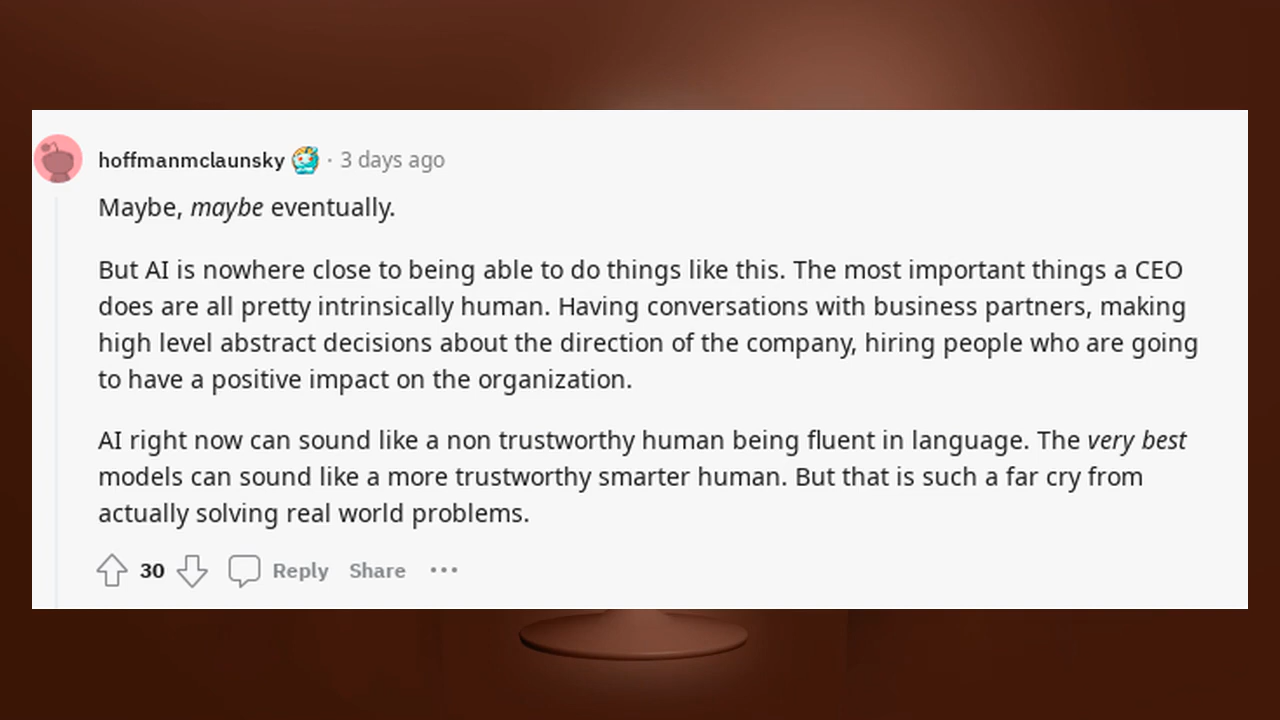 hoffmanmclaunsky · 3 days ago
Maybe, maybe eventually.
But AI is nowhere close to being able to do things like this. The most important things a CEO
does are all pretty intrinsically human. Having conversations with business partners, making
high level abstract decisions about the direction of the company, hiring people who are going
to have a positive impact on the organization.
AI right now can sound like a non trustworthy human being fluent in language. The very best
models can sound like a more trustworthy smarter human. But that is such a far cry from
actually solving real world problems.
30 Reply Share ···